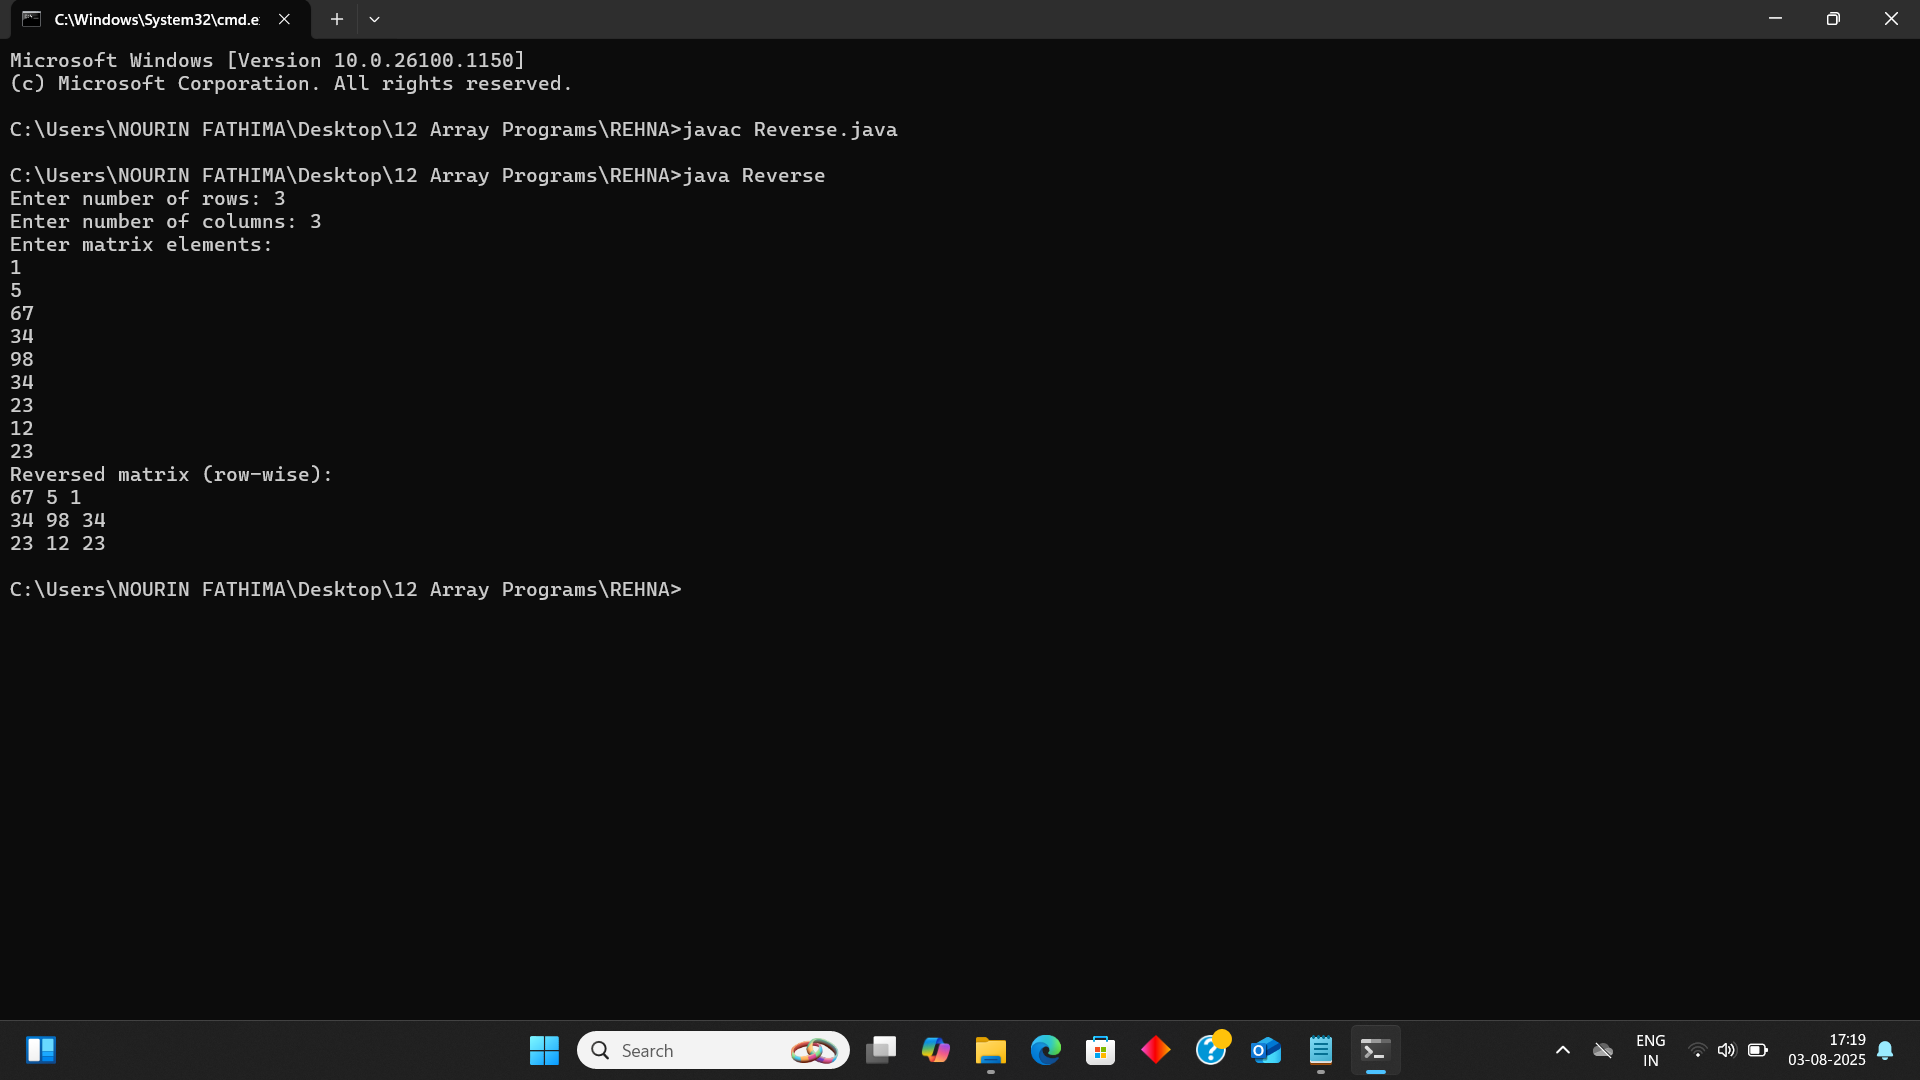 C:\Windows\System32\cmd.e
Microsoft Windows [Version 10.0.26100.1150]
(c) Microsoft Corporation. All rights reserved.
C:\Users\NOURIN FATHIMA\Desktop\12 Array Programs\REHNA>javac Reverse.java
C:\Users\NOURIN FATHIMA\Desktop\12 Array Programs\REHNA>java Reverse
Enter number of rows: 3
Enter number of columns: 3
Enter matrix elements:
1
5
67
34
98
34
23
12
23
Reversed matrix (row-wise):
67 5 1
34 98 34
23 12 23
C:\Users\NOURIN FATHIMA\Desktop\12 Array Programs\REHNA>
Search
ENG
IN
17:19
03-08-2025